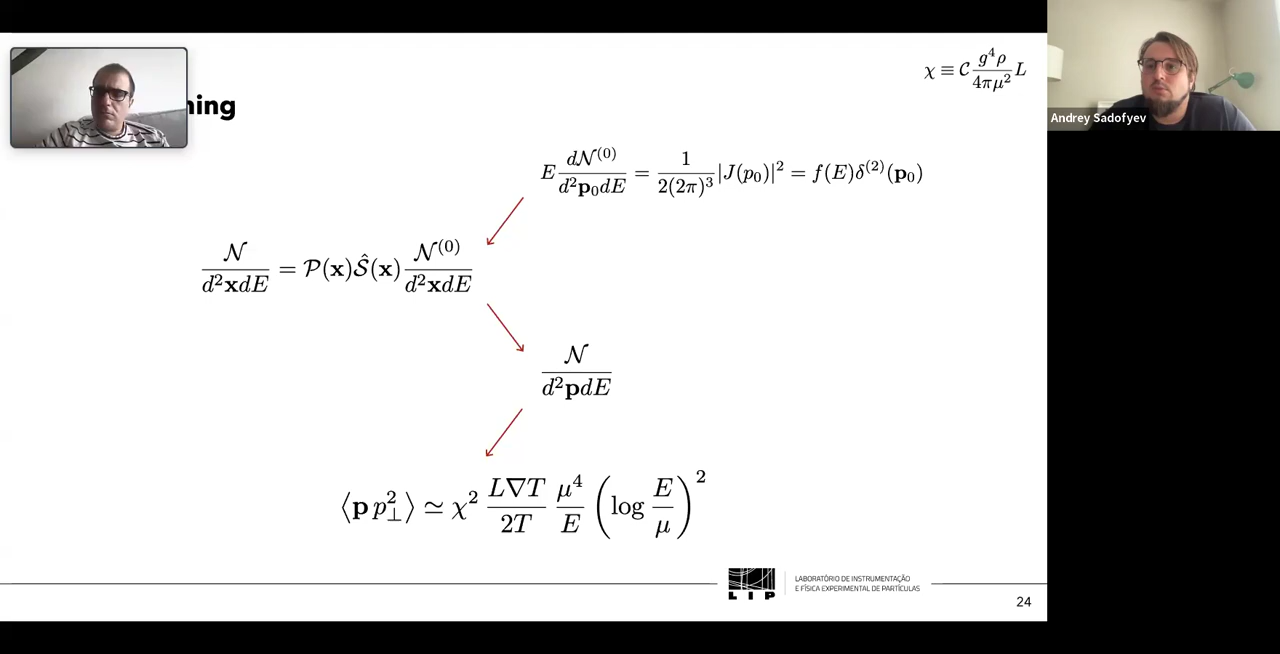 χ ≡ 𝒞 g⁴ρ / 4πμ² L
Andrey Sadofyev
E d𝒩⁽⁰⁾ / d²𝐩₀dE = 1 / 2(2π)³ |J(p₀)|² = f(E)δ⁽²⁾(𝐩₀)
𝒩 / d²𝐱dE = 𝒫(𝐱)𝒮̂(𝐱) 𝒩⁽⁰⁾ / d²𝐱dE
𝒩 / d²𝐩dE
⟨𝐩 p⊥²⟩ ≃ χ² L∇T / 2T μ⁴ / E (log E / μ)²
LIP
LABORATÓRIO DE INSTRUMENTAÇÃO
E FÍSICA EXPERIMENTAL DE PARTÍCULAS
24